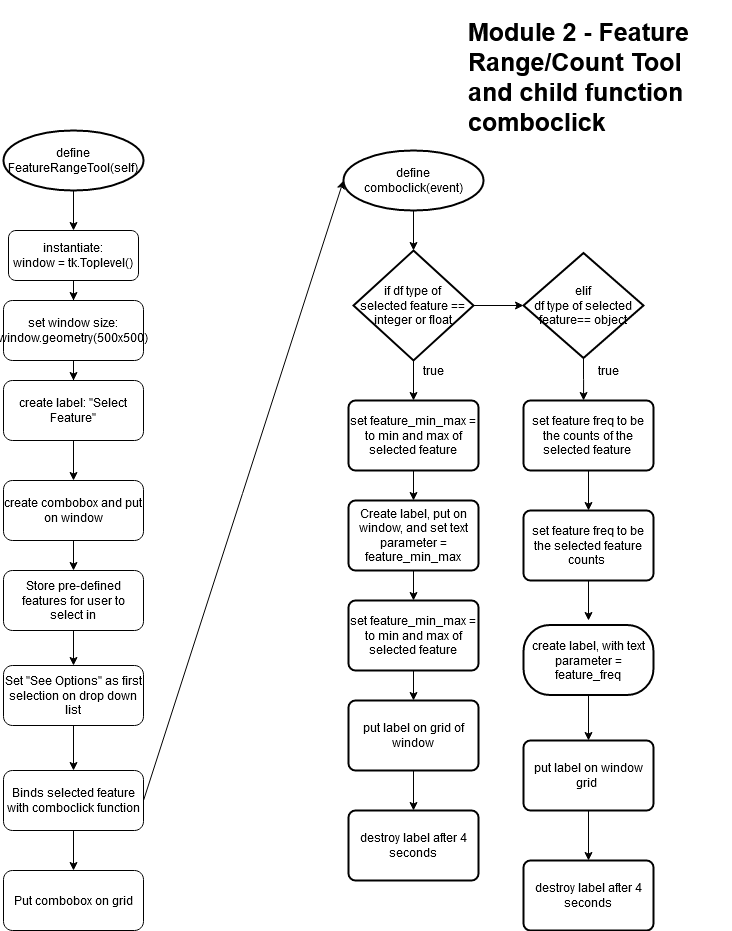 Module 2 - Feature
Range/Count Tool
and child function
comboclick
define
FeatureRangeTool(self)
instantiate:
window = tk.Toplevel()
set window size:
window.geometry(500x500)
create label: "Select
Feature"
create combobox and put
on window
Store pre-defined
features for user to
select in
Set "See Options" as first
selection on drop down
list
Binds selected feature
with comboclick function
Put combobox on grid
define
comboclick(event)
if df type of
selected feature ==
integer or float
true
set feature_min_max =
to min and max of
selected feature
Create label, put on
window, and set text
parameter =
feature_min_max
set feature_min_max =
to min and max of
selected feature
put label on grid of
window
destroy label after 4
seconds
elif
df type of selected
feature== object
true
set feature freq to be
the counts of the
selected feature
set feature freq to be
the selected feature
counts
create label, with text
parameter =
feature_freq
put label on window
grid
destroy label after 4
seconds